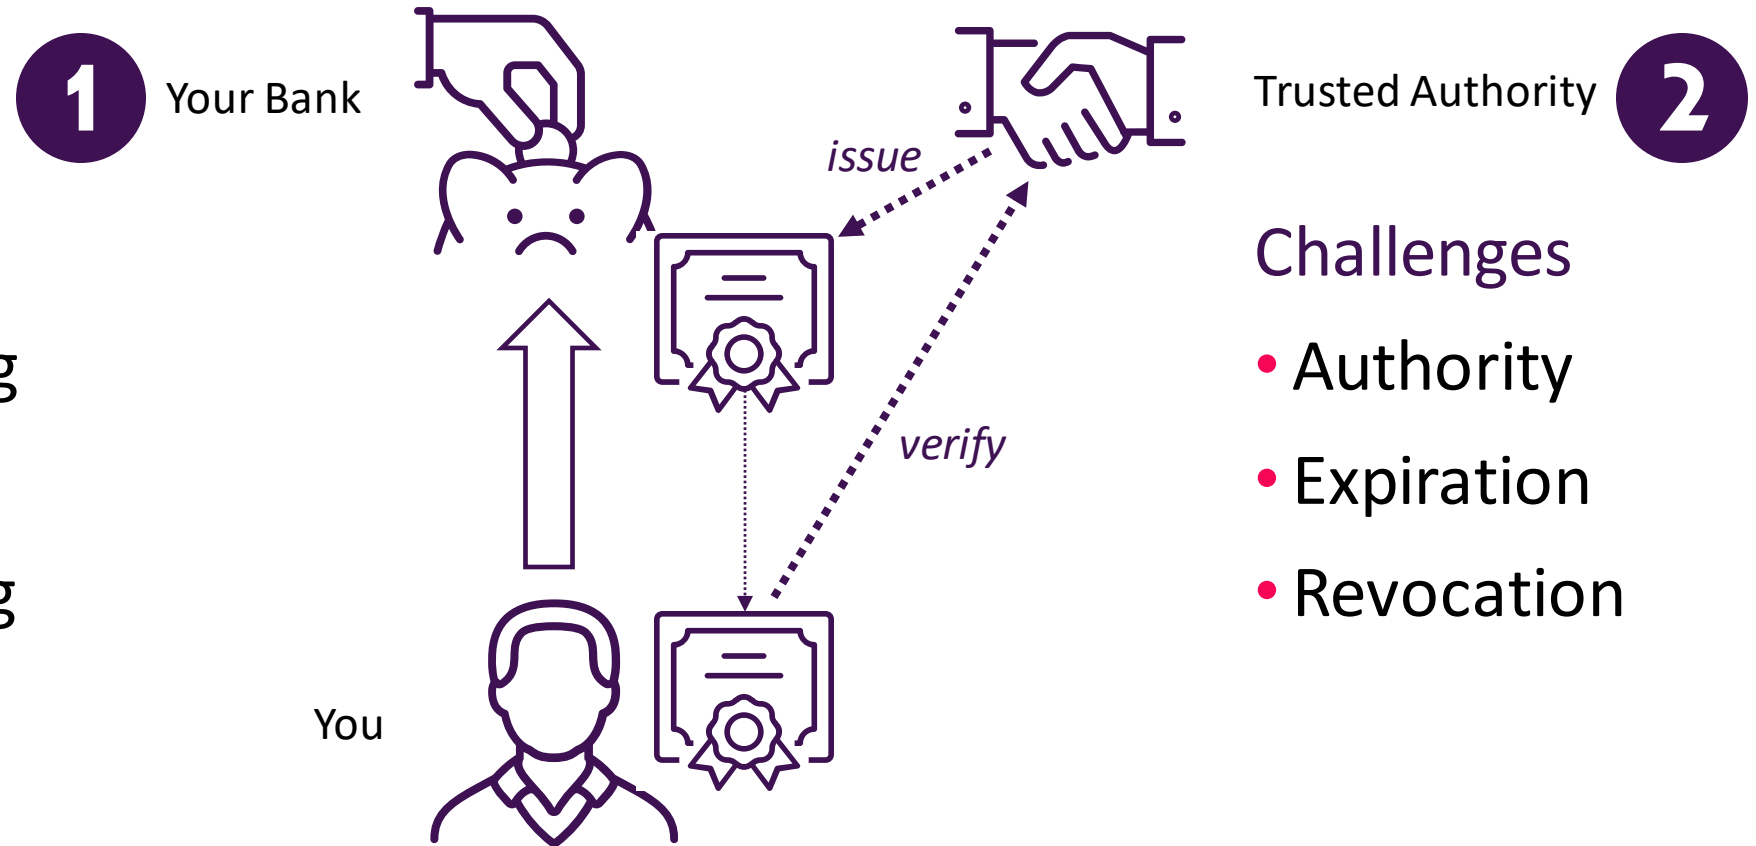 1
Your Bank
Trusted Authority
2
issue
Challenges
• Authority
g
verify
• Expiration
g
• Revocation
You